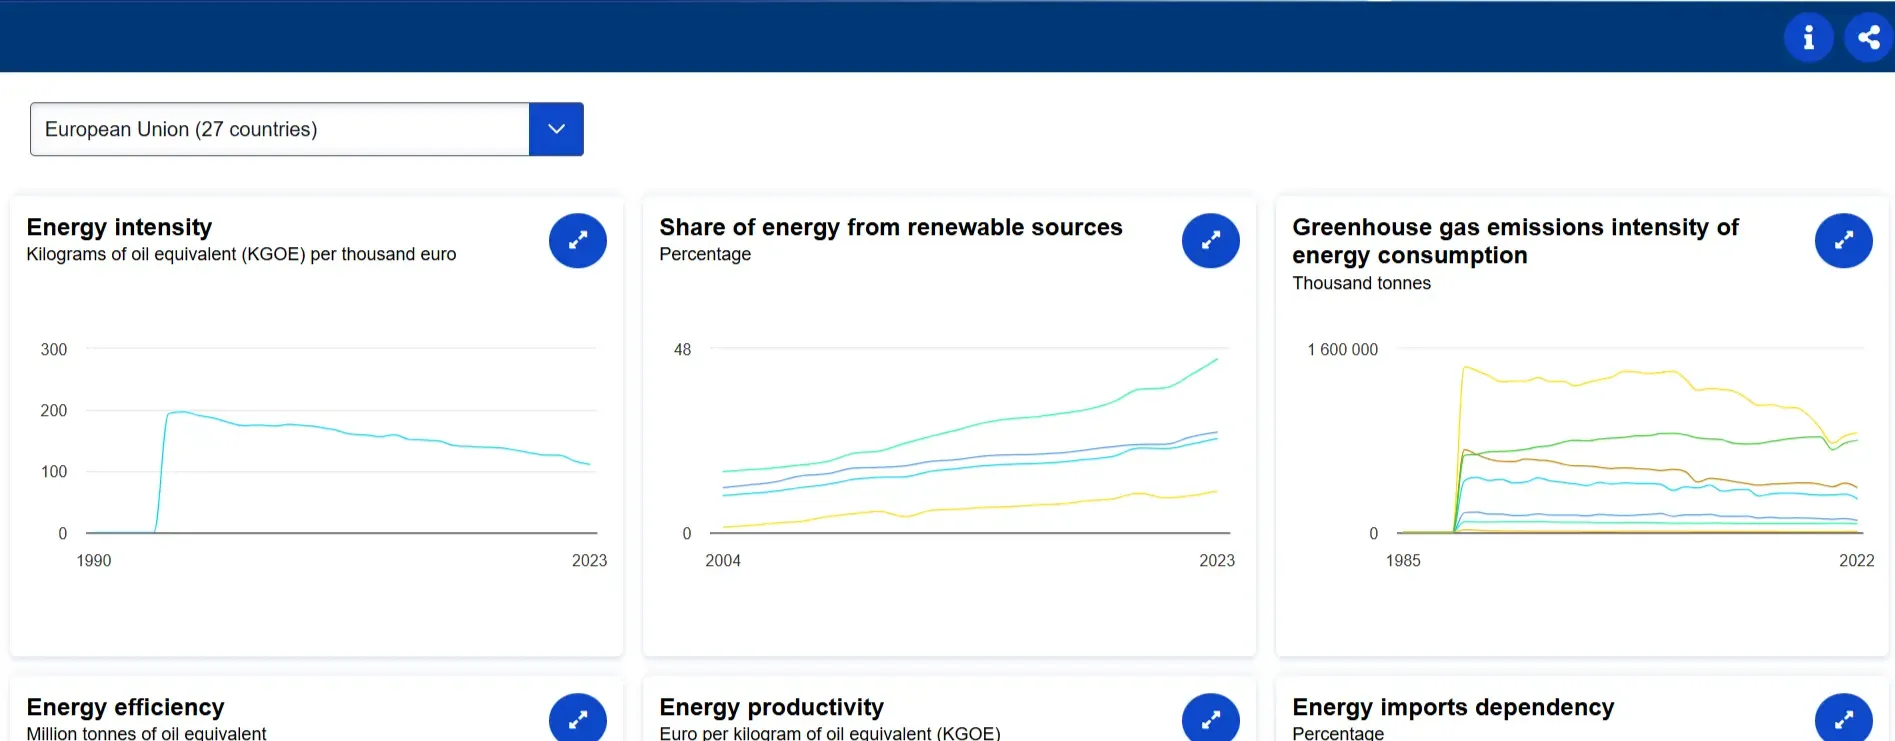 European Union (27 countries)
Energy intensity
Kilograms of oil equivalent (KGOE) per thousand euro
300
200
100
0
1990
2023
Share of energy from renewable sources
Percentage
48
0
2004
2023
Greenhouse gas emissions intensity of
energy consumption
Thousand tonnes
1 600 000
0
1985
2022
Energy efficiency
Million tonnes of oil equivalent
Energy productivity
Euro per kilogram of oil equivalent (KGOE)
Energy imports dependency
Percentage